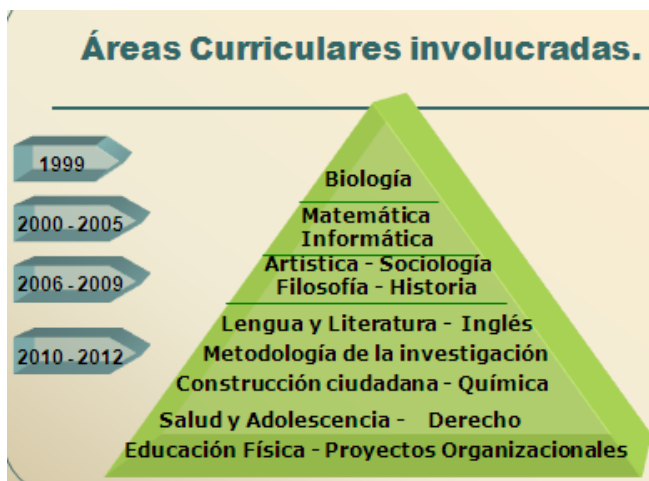 Áreas Curriculares involucradas.
1999
Biología
2000 - 2005
Matemática
Informática
2006 - 2009
Artística - Sociología
Filosofía - Historia
2010 - 2012
Lengua y Literatura - Inglés
Metodología de la investigación
Construcción ciudadana - Química
Salud y Adolescencia - Derecho
Educación Física - Proyectos Organizacionales